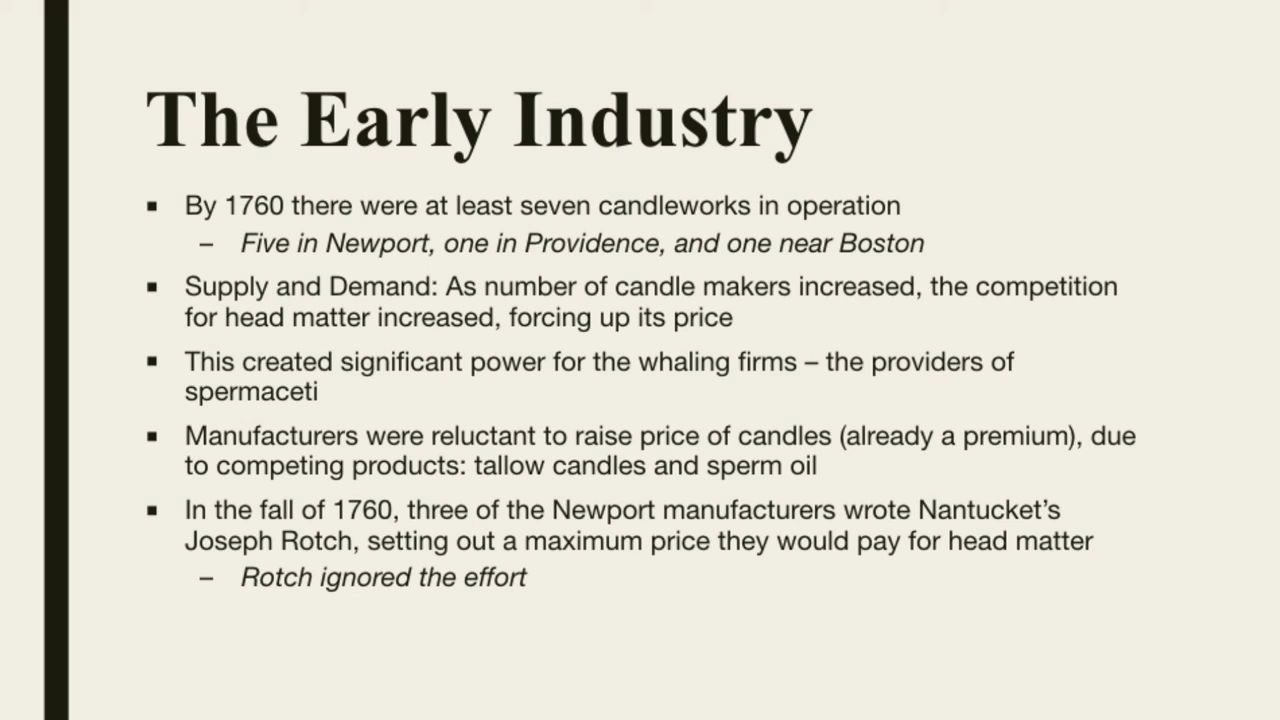 The Early Industry
▪ By 1760 there were at least seven candleworks in operation
– Five in Newport, one in Providence, and one near Boston
▪ Supply and Demand: As number of candle makers increased, the competition
for head matter increased, forcing up its price
▪ This created significant power for the whaling firms – the providers of
spermaceti
▪ Manufacturers were reluctant to raise price of candles (already a premium), due
to competing products: tallow candles and sperm oil
▪ In the fall of 1760, three of the Newport manufacturers wrote Nantucket’s
Joseph Rotch, setting out a maximum price they would pay for head matter
– Rotch ignored the effort